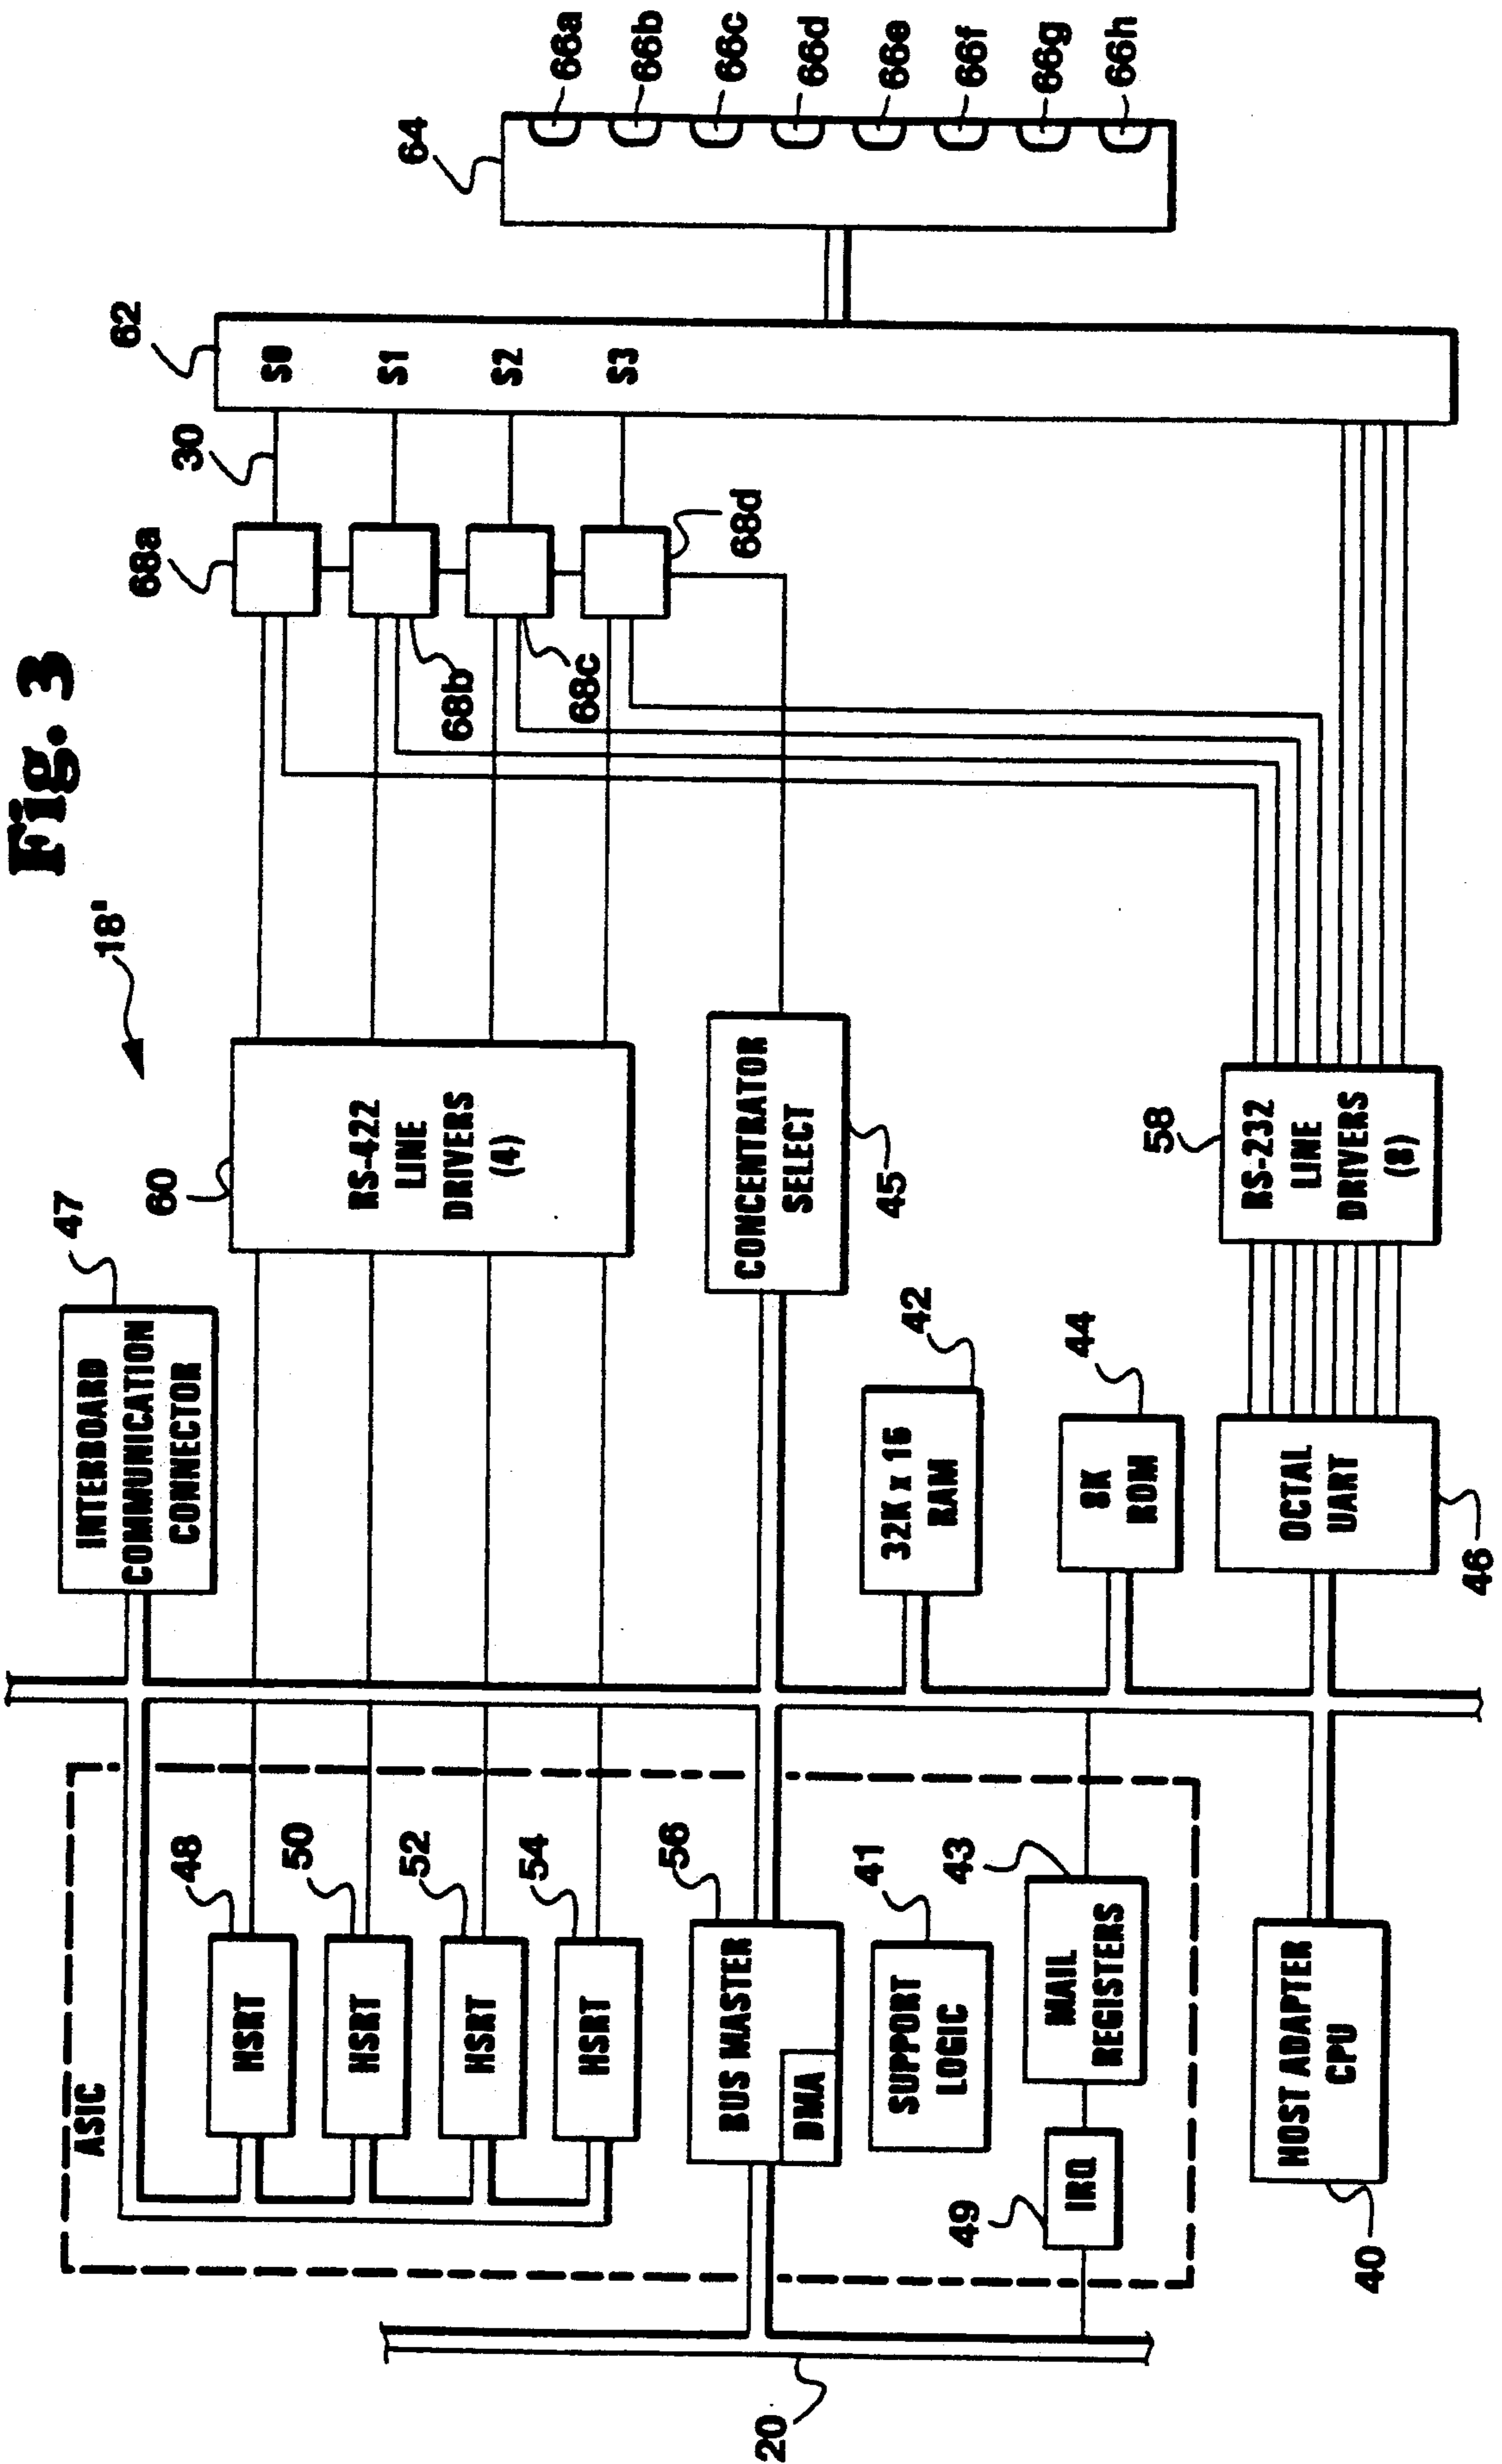 Fig. 3
18'
ASIC
48
HSRT
50
HSRT
52
HSRT
54
HSRT
56
BUS MASTER
DMA
41
SUPPORT
LOGIC
43
MAIL
REGISTERS
49
IRQ
HOST ADAPTER
CPU
40
20
47
INTERBOARD
COMMUNICATION
CONNECTOR
60
RS-422
LINE
DRIVERS
(4)
CONCENTRATOR
SELECT
45
42
32K x 16
RAM
44
8K
ROM
OCTAL
UART
46
58
RS-232
LINE
DRIVERS
(8)
68a
68b
68c
68d
30
62
S0
S1
S2
S3
64
66a
66b
66c
66d
66e
66f
66g
66h